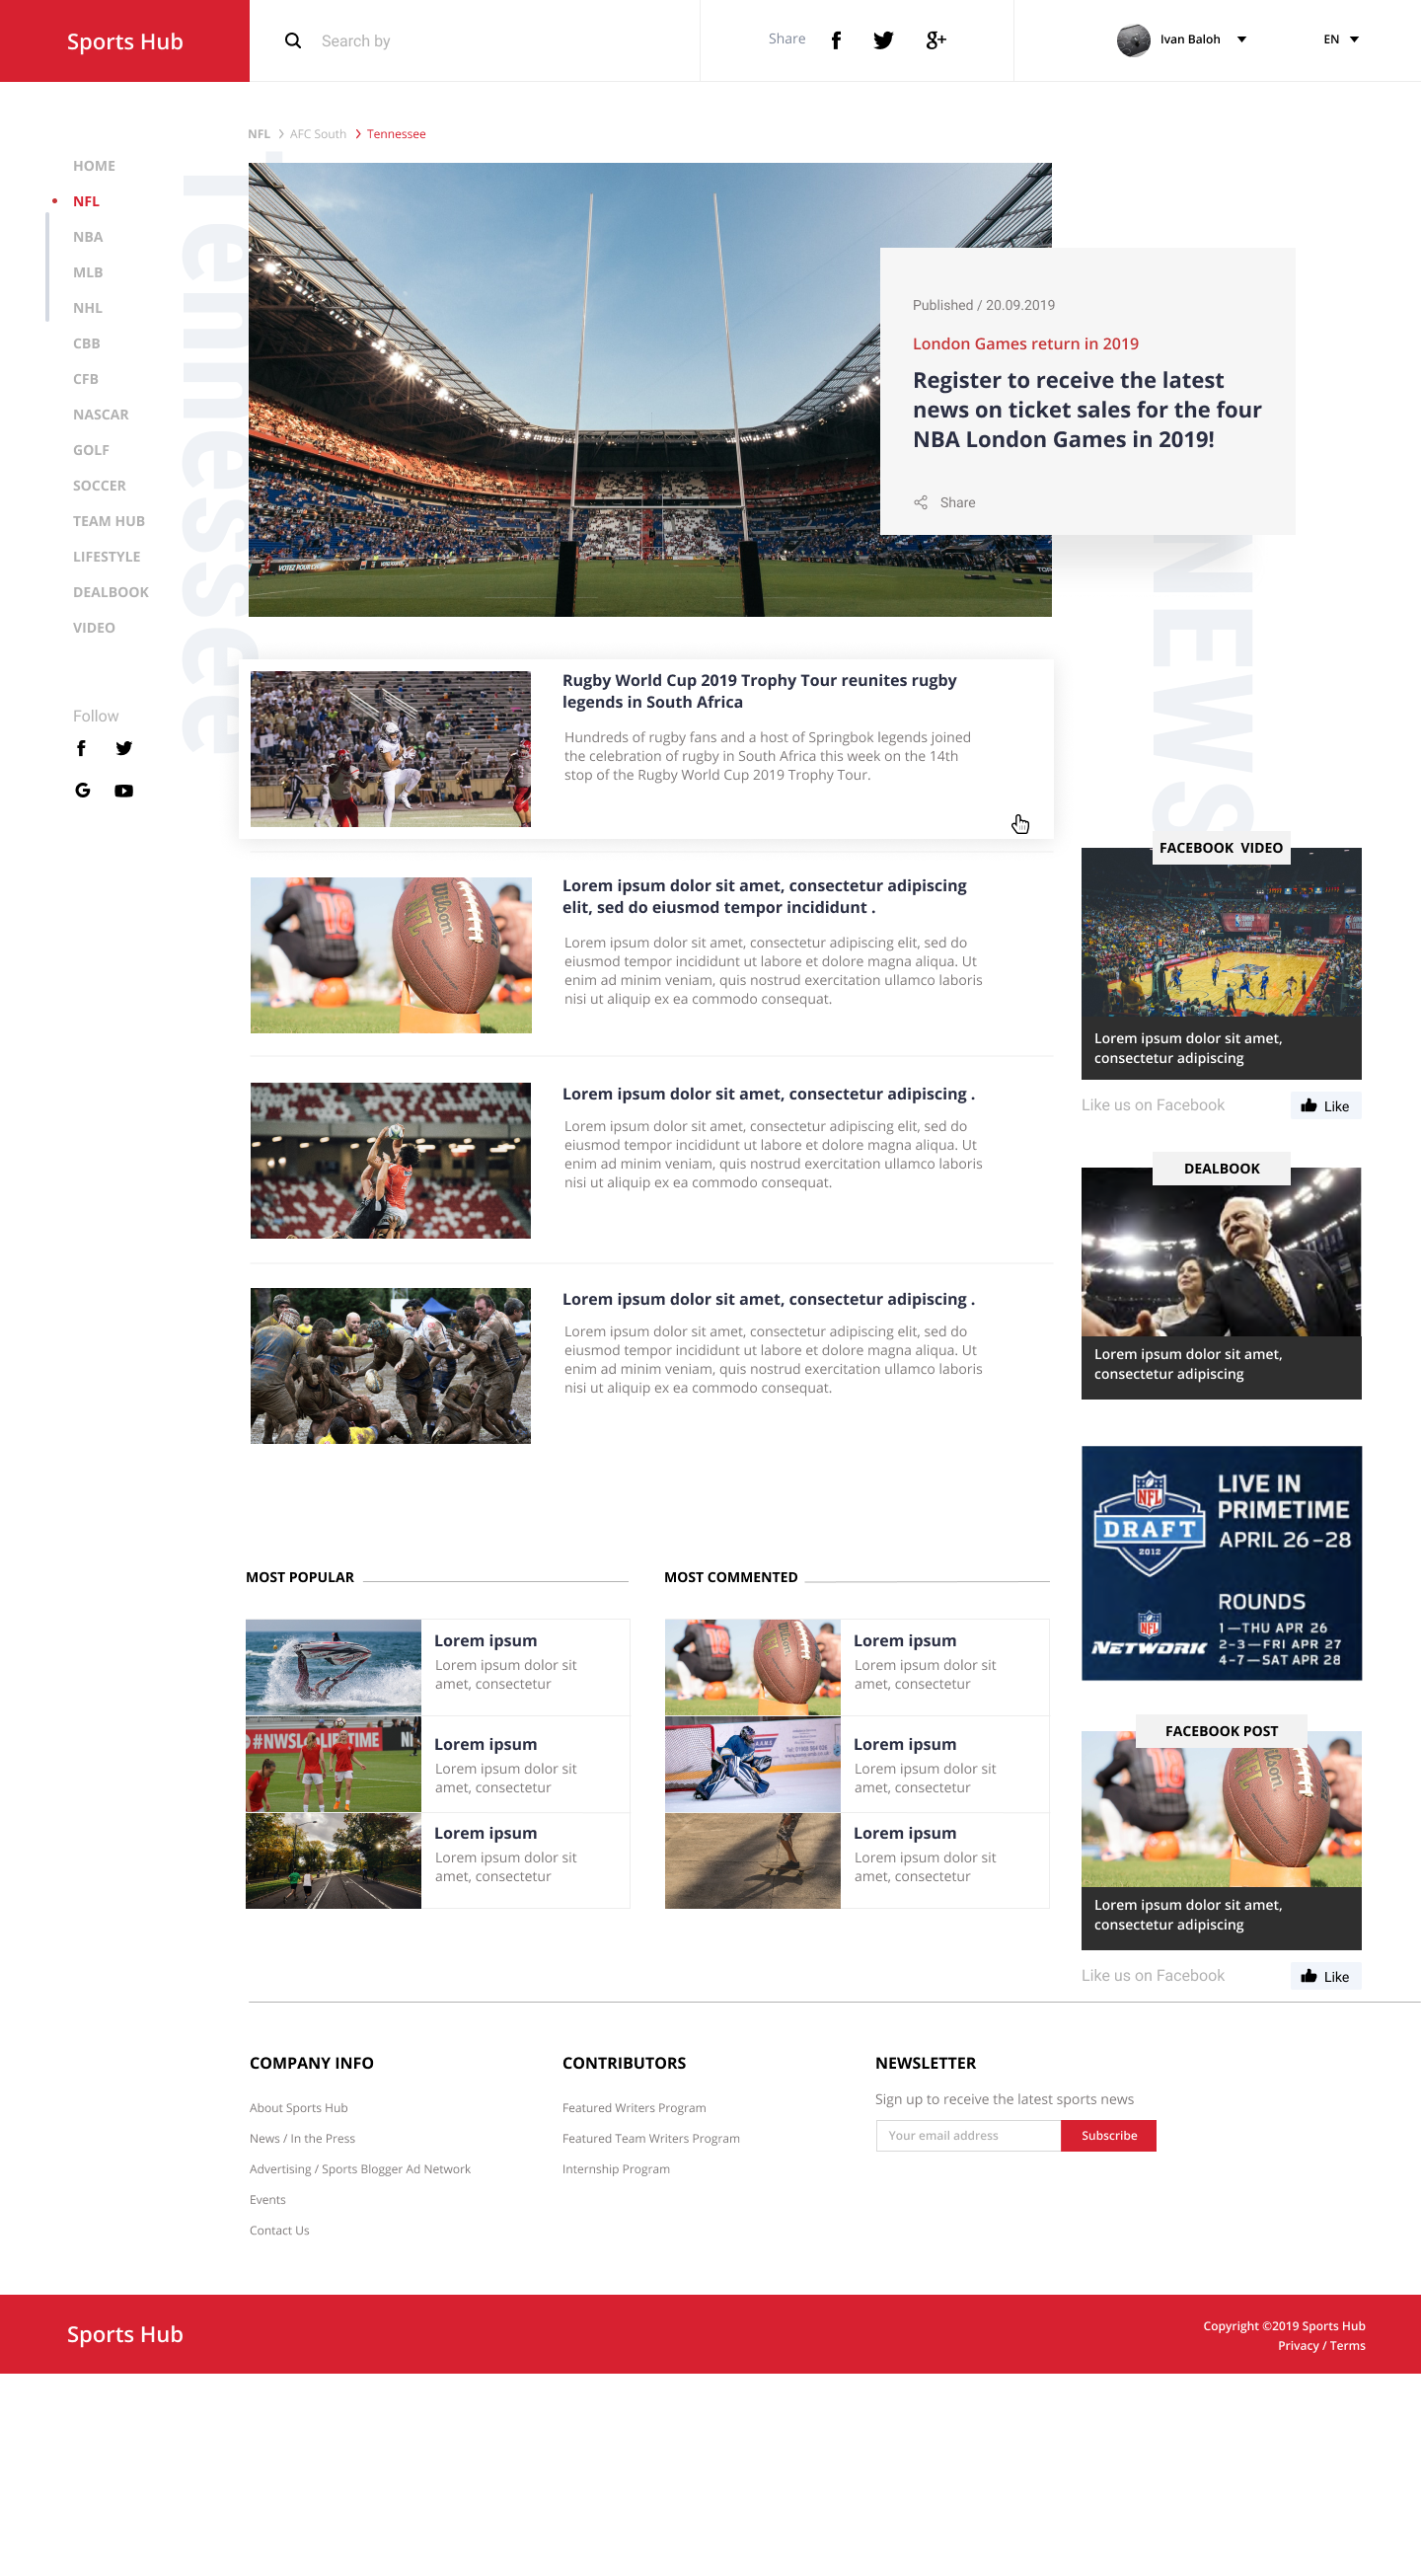 Sports Hub
Search by
Share
Ivan Baloh
EN
NFL
AFC South
Tennessee
HOME
NFL
NBA
MLB
NHL
CBB
CFB
NASCAR
GOLF
SOCCER
TEAM HUB
LIFESTYLE
DEALBOOK
VIDEO
Follow
Tennessee
Published / 20.09.2019
London Games return in 2019
Register to receive the latest
news on ticket sales for the four
NBA London Games in 2019!
Share
NEWS
Rugby World Cup 2019 Trophy Tour reunites rugby
legends in South Africa
Hundreds of rugby fans and a host of Springbok legends joined
the celebration of rugby in South Africa this week on the 14th
stop of the Rugby World Cup 2019 Trophy Tour.
Lorem ipsum dolor sit amet, consectetur adipiscing
elit, sed do eiusmod tempor incididunt .
Lorem ipsum dolor sit amet, consectetur adipiscing elit, sed do
eiusmod tempor incididunt ut labore et dolore magna aliqua. Ut
enim ad minim veniam, quis nostrud exercitation ullamco laboris
nisi ut aliquip ex ea commodo consequat.
Wilson
NFL
Lorem ipsum dolor sit amet, consectetur adipiscing .
Lorem ipsum dolor sit amet, consectetur adipiscing elit, sed do
eiusmod tempor incididunt ut labore et dolore magna aliqua. Ut
enim ad minim veniam, quis nostrud exercitation ullamco laboris
nisi ut aliquip ex ea commodo consequat.
Lorem ipsum dolor sit amet, consectetur adipiscing .
Lorem ipsum dolor sit amet, consectetur adipiscing elit, sed do
eiusmod tempor incididunt ut labore et dolore magna aliqua. Ut
enim ad minim veniam, quis nostrud exercitation ullamco laboris
nisi ut aliquip ex ea commodo consequat.
FACEBOOK VIDEO
Lorem ipsum dolor sit amet,
consectetur adipiscing
Like us on Facebook
Like
DEALBOOK
Lorem ipsum dolor sit amet,
consectetur adipiscing
NFL
DRAFT
2012
LIVE IN
PRIMETIME
APRIL 26-28
ROUNDS
1—THU APR 26
2-3—FRI APR 27
4-7—SAT APR 28
NFL
NETWORK
FACEBOOK POST
Wilson
NFL
Lorem ipsum dolor sit amet,
consectetur adipiscing
Like us on Facebook
Like
MOST POPULAR
Lorem ipsum
Lorem ipsum dolor sit
amet, consectetur
#NWSL
Lorem ipsum
Lorem ipsum dolor sit
amet, consectetur
Lorem ipsum
Lorem ipsum dolor sit
amet, consectetur
MOST COMMENTED
Wilson
NFL
Lorem ipsum
Lorem ipsum dolor sit
amet, consectetur
Lorem ipsum
Lorem ipsum dolor sit
amet, consectetur
Lorem ipsum
Lorem ipsum dolor sit
amet, consectetur
COMPANY INFO
About Sports Hub
News / In the Press
Advertising / Sports Blogger Ad Network
Events
Contact Us
CONTRIBUTORS
Featured Writers Program
Featured Team Writers Program
Internship Program
NEWSLETTER
Sign up to receive the latest sports news
Your email address
Subscribe
Sports Hub
Copyright ©2019 Sports Hub
Privacy / Terms